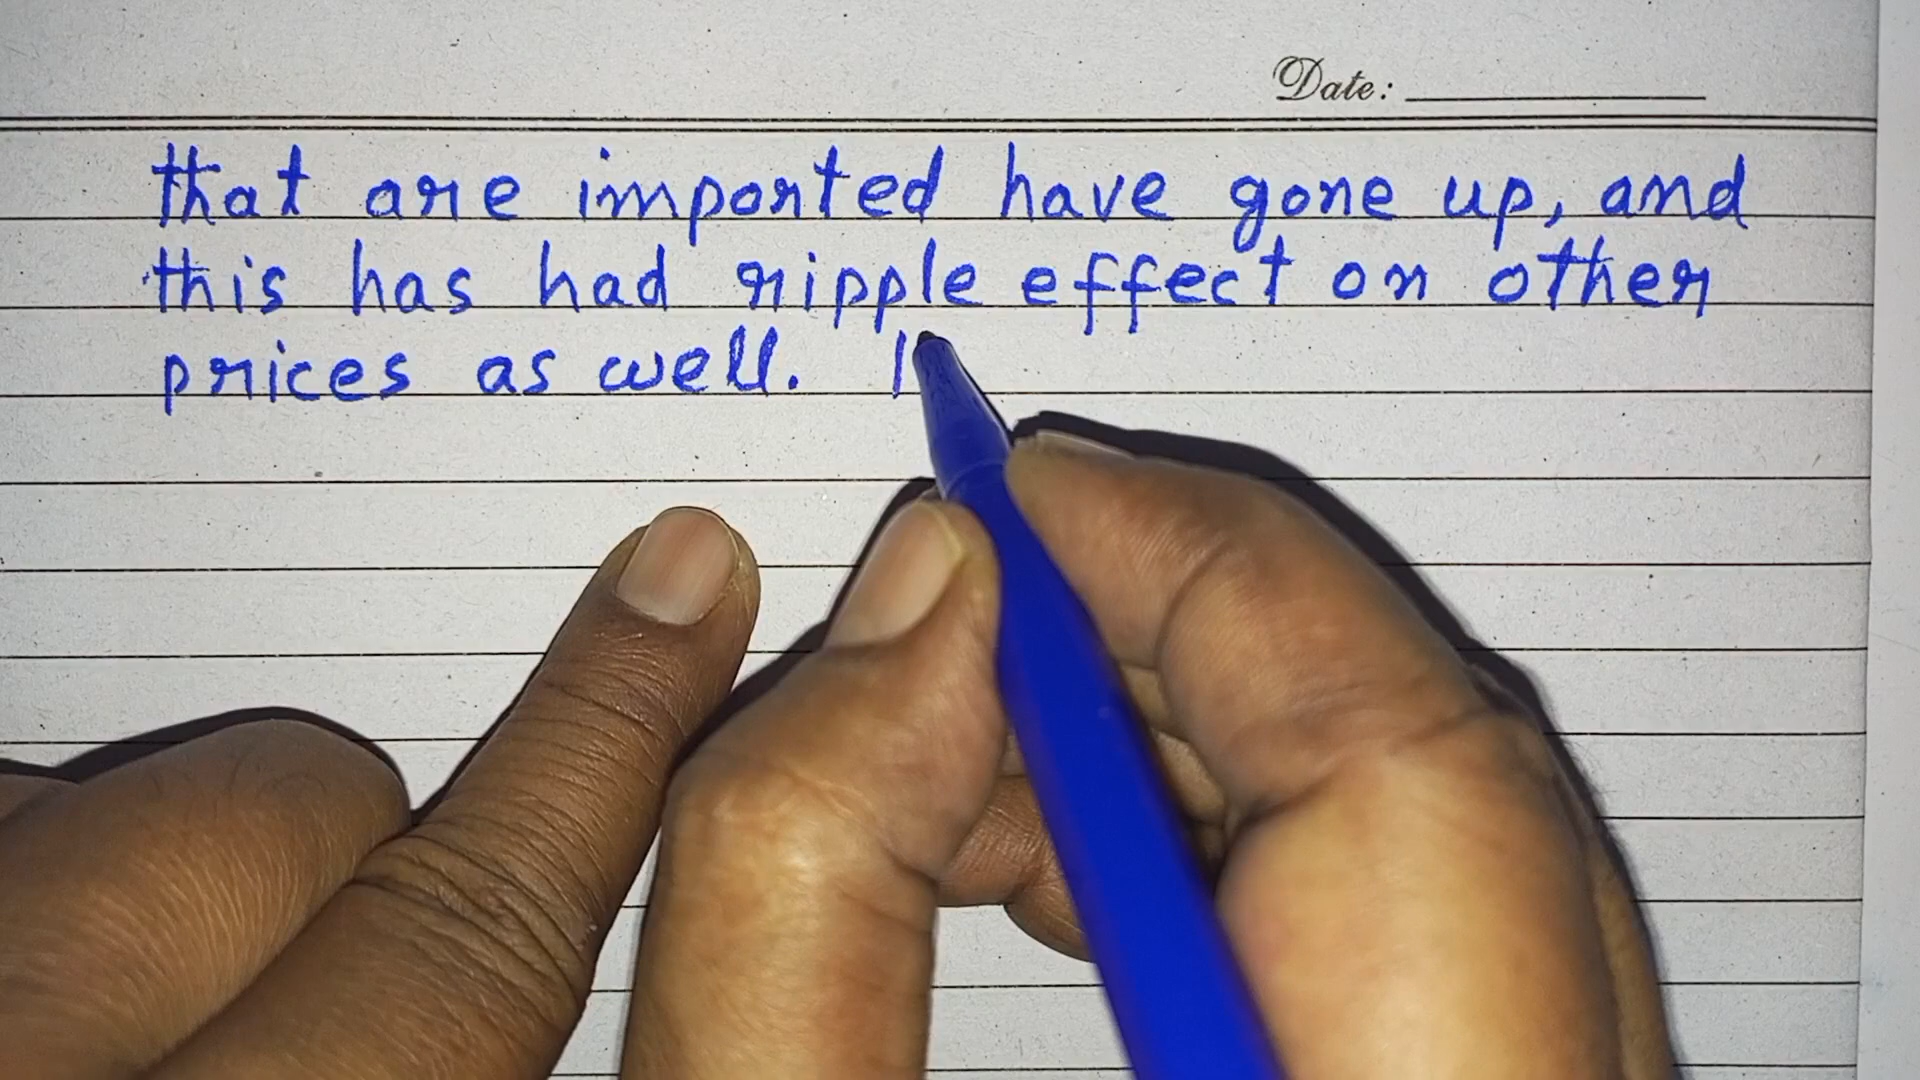 Date:
that are imported have gone up, and
this has had ripple effect on other
prices as well.